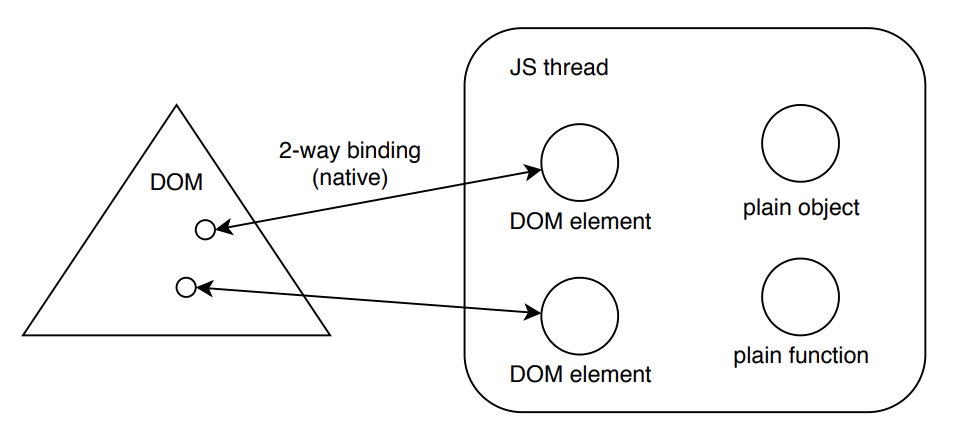 JS thread
2-way binding
(native)
DOM
DOM element
plain object
DOM element
plain function